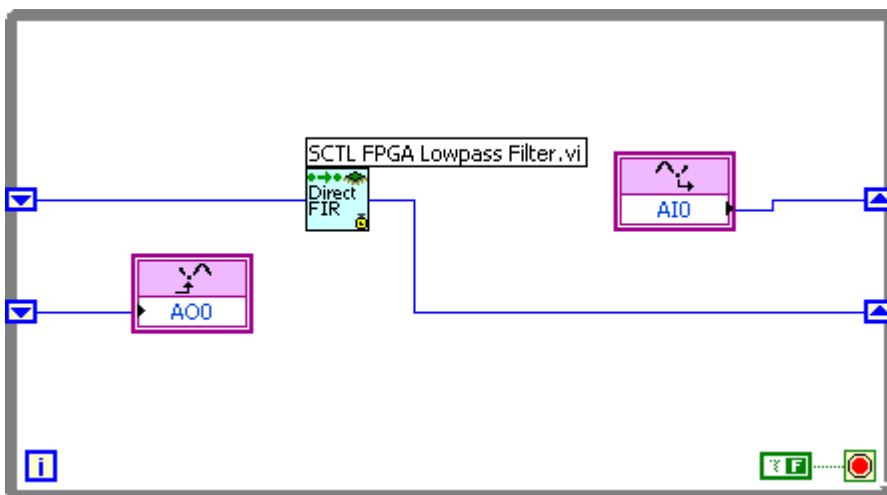 SCTL FPGA Lowpass Filter.vi
Direct
FIR
AI0
AO0
i
F